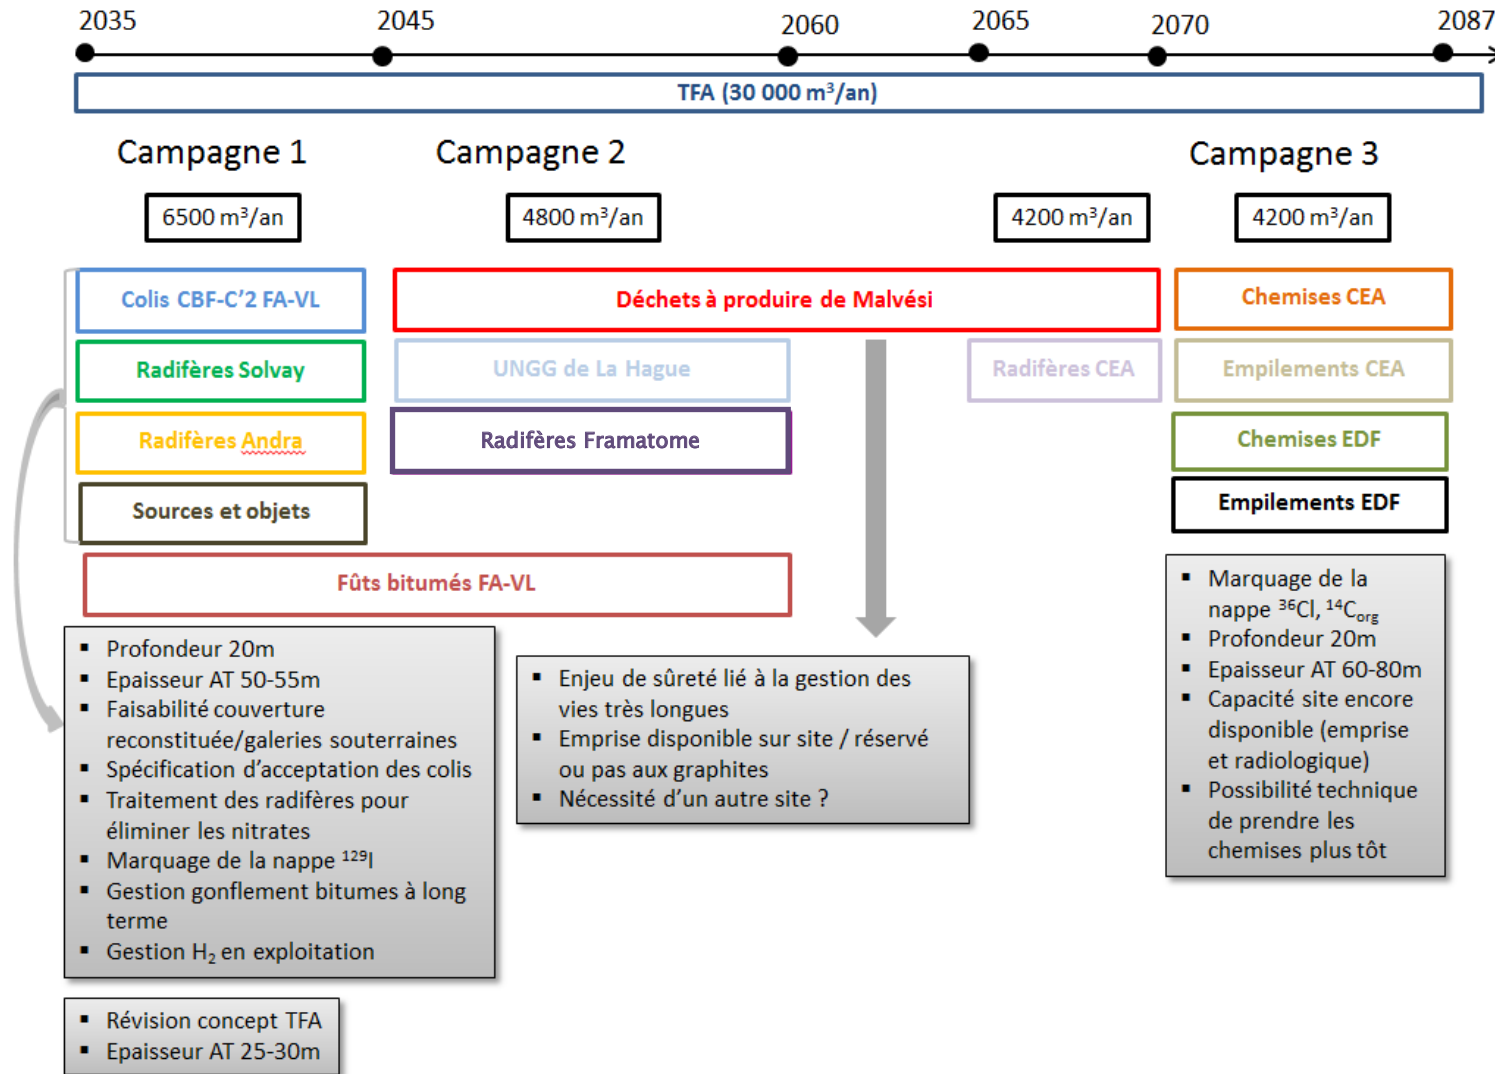 2035
2045
2060
2065
2070
2087
TFA (30 000 m³/an)
Campagne 1
Campagne 2
Campagne 3
6500 m³/an
4800 m³/an
4200 m³/an
4200 m³/an
Colis CBF-C'2 FA-VL
Déchets à produire de Malvési
Chemises CEA
Radifères Solvay
UNGG de La Hague
Radifères CEA
Empilements CEA
Radifères Andra
Radifères Framatome
Chemises EDF
Sources et objets
Empilements EDF
Fûts bitumés FA-VL
▪ Profondeur 20m
▪ Epaisseur AT 50-55m
▪ Faisabilité couverture
reconstituée/galeries souterraines
▪ Spécification d'acceptation des colis
▪ Traitement des radifères pour
éliminer les nitrates
▪ Marquage de la nappe ¹²⁹I
▪ Gestion gonflement bitumes à long
terme
▪ Gestion H₂ en exploitation
▪ Enjeu de sûreté lié à la gestion des
vies très longues
▪ Emprise disponible sur site / réservé
ou pas aux graphites
▪ Nécessité d'un autre site ?
▪ Marquage de la
nappe ³⁶Cl, ¹⁴Corg
▪ Profondeur 20m
▪ Epaisseur AT 60-80m
▪ Capacité site encore
disponible (emprise
et radiologique)
▪ Possibilité technique
de prendre les
chemises plus tôt
▪ Révision concept TFA
▪ Epaisseur AT 25-30m